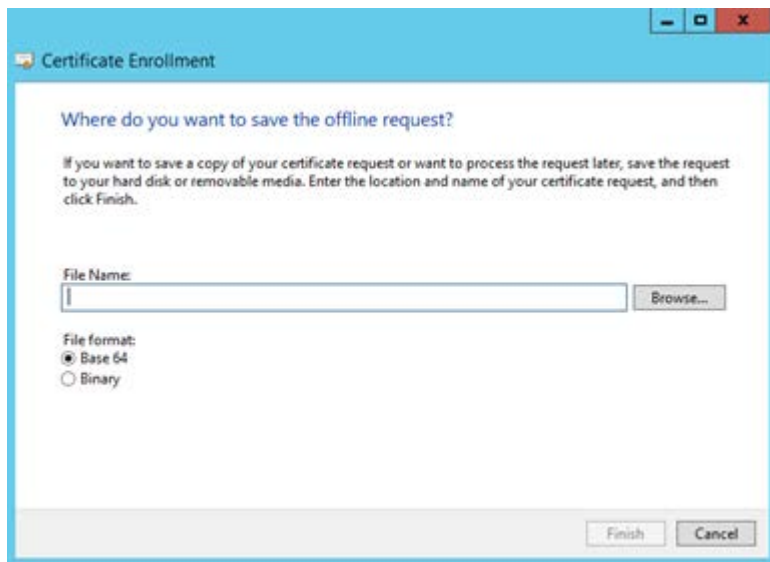 Certificate Enrollment
Where do you want to save the offline request?
If you want to save a copy of your certificate request or want to process the request later, save the request
to your hard disk or removable media. Enter the location and name of your certificate request, and then
click Finish.
File Name:
Browse...
File format:
Base 64
Binary
Finish
Cancel